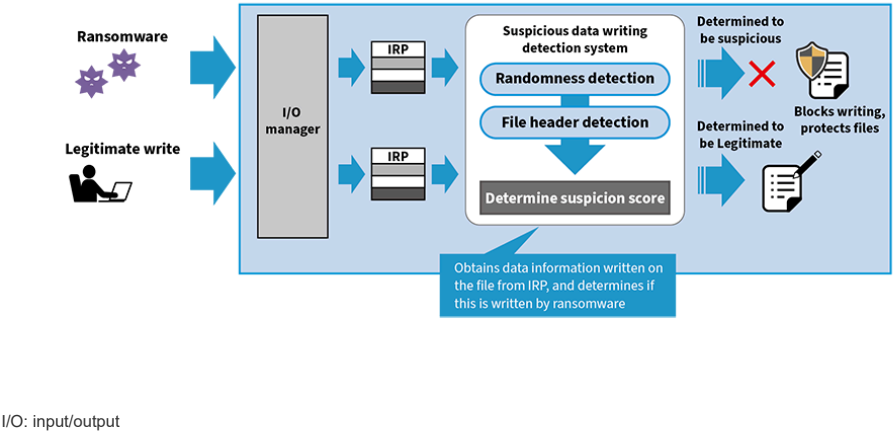 Ransomware
Legitimate write
I/O
manager
IRP
IRP
Suspicious data writing
detection system
Randomness detection
File header detection
Determine suspicion score
Determined to
be suspicious
Blocks writing,
protects files
Determined to
be Legitimate
Obtains data information written on
the file from IRP, and determines if
this is written by ransomware
I/O: input/output